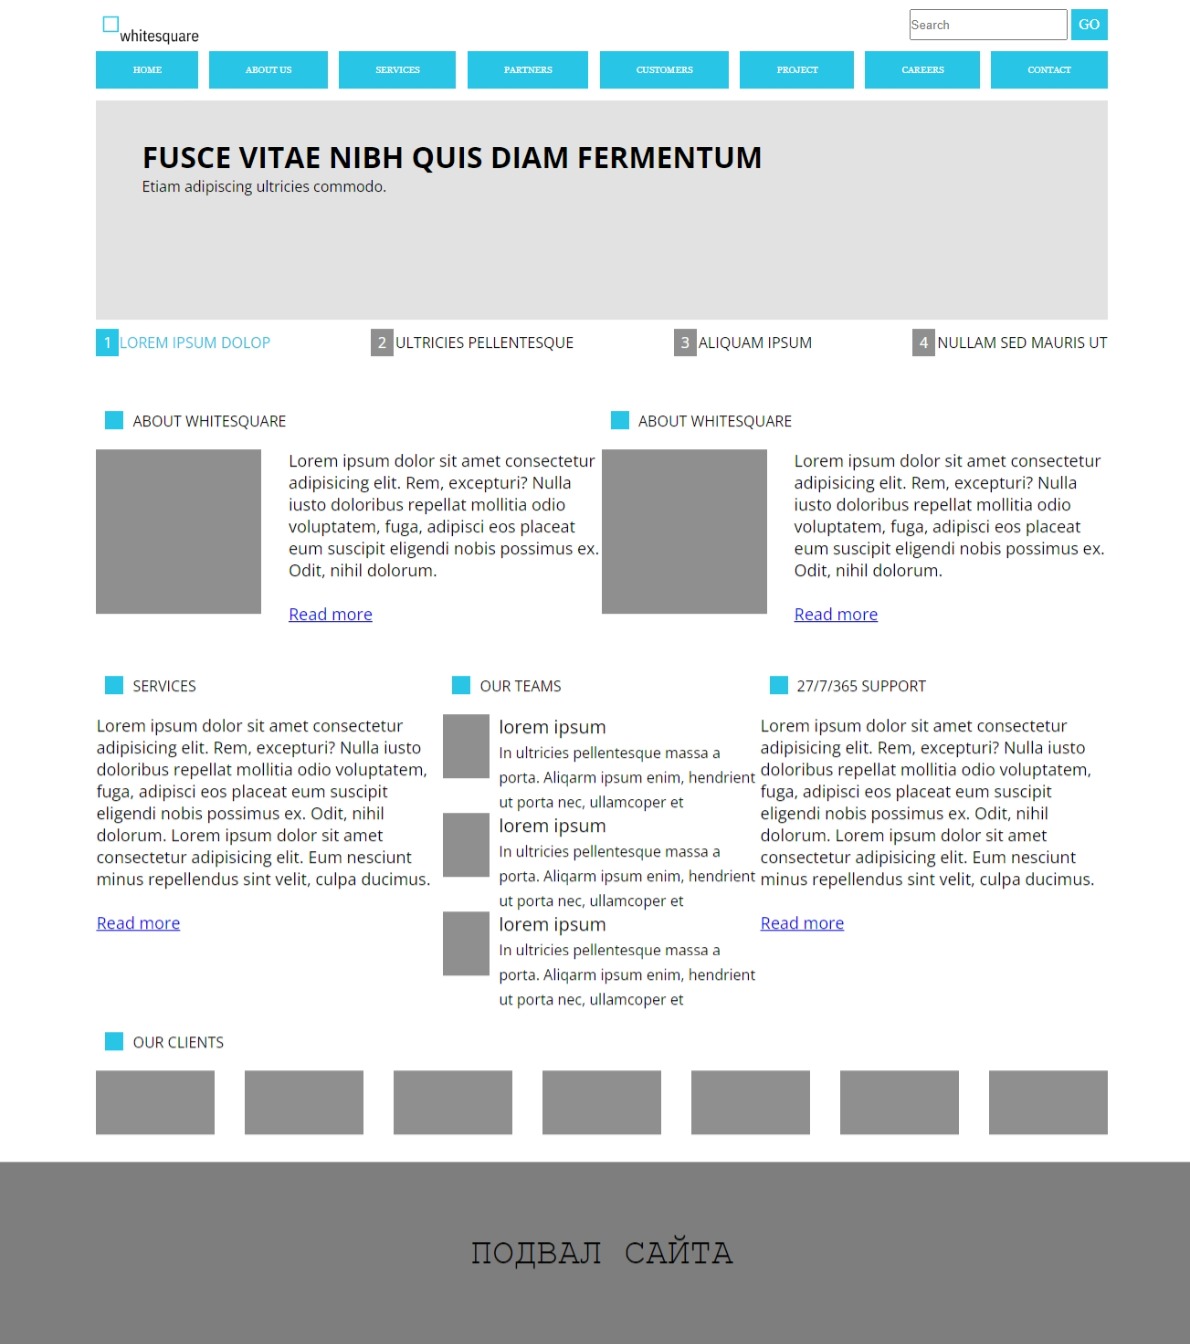 whitesquare
Search GO
HOME ABOUT US SERVICES PARTNERS CUSTOMERS PROJECT CAREERS CONTACT
FUSCE VITAE NIBH QUIS DIAM FERMENTUM
Etiam adipiscing ultricies commodo.
1 LOREM IPSUM DOLOP 2 ULTRICIES PELLENTESQUE 3 ALIQUAM IPSUM 4 NULLAM SED MAURIS UT
ABOUT WHITESQUARE
Lorem ipsum dolor sit amet consectetur
adipisicing elit. Rem, excepturi? Nulla
iusto doloribus repellat mollitia odio
voluptatem, fuga, adipisci eos placeat
eum suscipit eligendi nobis possimus ex.
Odit, nihil dolorum.
Read more
ABOUT WHITESQUARE
Lorem ipsum dolor sit amet consectetur
adipisicing elit. Rem, excepturi? Nulla
iusto doloribus repellat mollitia odio
voluptatem, fuga, adipisci eos placeat
eum suscipit eligendi nobis possimus ex.
Odit, nihil dolorum.
Read more
SERVICES
Lorem ipsum dolor sit amet consectetur
adipisicing elit. Rem, excepturi? Nulla iusto
doloribus repellat mollitia odio voluptatem,
fuga, adipisci eos placeat eum suscipit
eligendi nobis possimus ex. Odit, nihil
dolorum. Lorem ipsum dolor sit amet
consectetur adipisicing elit. Eum nesciunt
minus repellendus sint velit, culpa ducimus.
Read more
OUR TEAMS
lorem ipsum
In ultricies pellentesque massa a
porta. Aliqarm ipsum enim, hendrient
ut porta nec, ullamcoper et
lorem ipsum
In ultricies pellentesque massa a
porta. Aliqarm ipsum enim, hendrient
ut porta nec, ullamcoper et
lorem ipsum
In ultricies pellentesque massa a
porta. Aliqarm ipsum enim, hendrient
ut porta nec, ullamcoper et
27/7/365 SUPPORT
Lorem ipsum dolor sit amet consectetur
adipisicing elit. Rem, excepturi? Nulla iusto
doloribus repellat mollitia odio voluptatem,
fuga, adipisci eos placeat eum suscipit
eligendi nobis possimus ex. Odit, nihil
dolorum. Lorem ipsum dolor sit amet
consectetur adipisicing elit. Eum nesciunt
minus repellendus sint velit, culpa ducimus.
Read more
OUR CLIENTS
ПОДВАЛ САЙТА